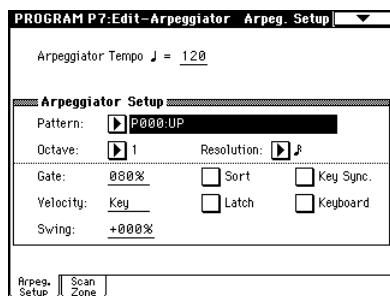 PROGRAM P7:Edit-Arpeggiator Arpeg. Setup
Arpeggiator Tempo ♩ = 120
Arpeggiator Setup
Pattern: P000:UP
Octave: 1 Resolution: ♪
Gate: 080% Sort Key Sync.
Velocity: Key Latch Keyboard
Swing: +000%
Arpeg. Setup Scan Zone